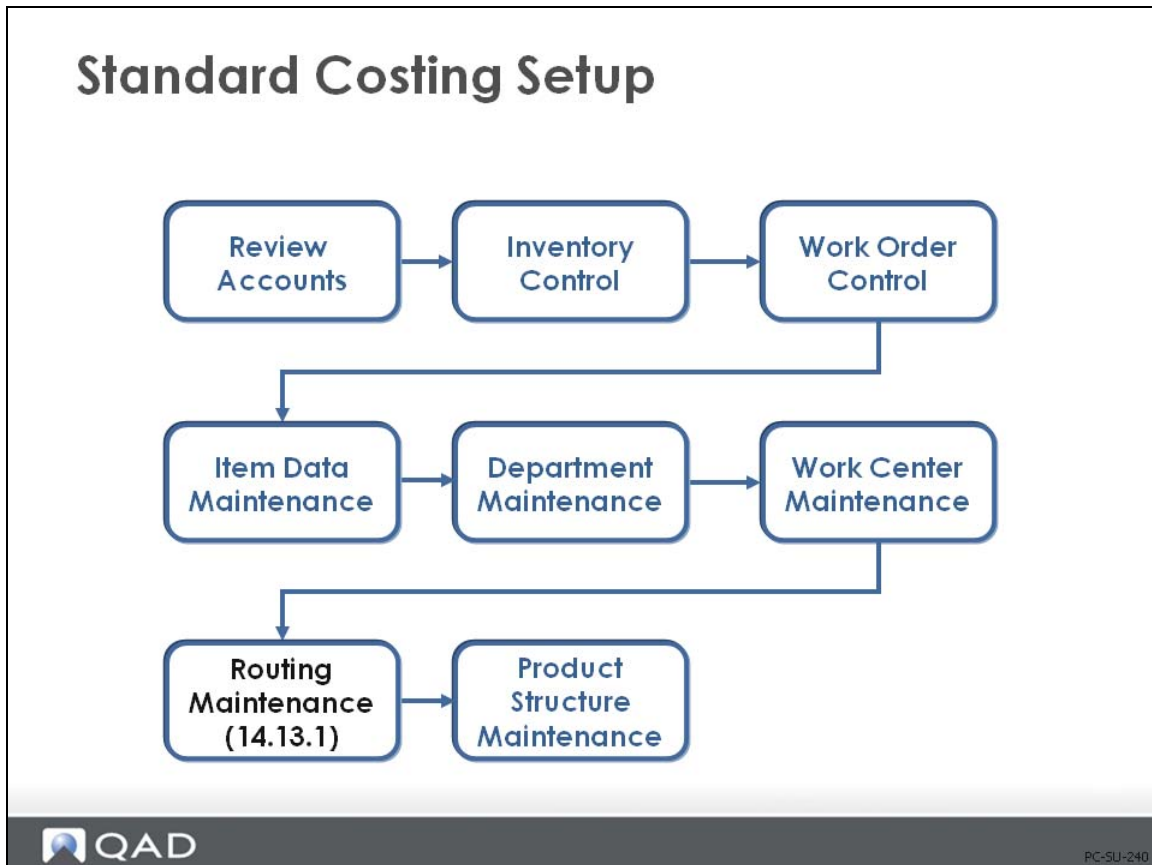 Standard Costing Setup
Review
Accounts
Inventory
Control
Work Order
Control
Item Data
Maintenance
Department
Maintenance
Work Center
Maintenance
Routing
Maintenance
(14.13.1)
Product
Structure
Maintenance
QAD
PC-SU-240